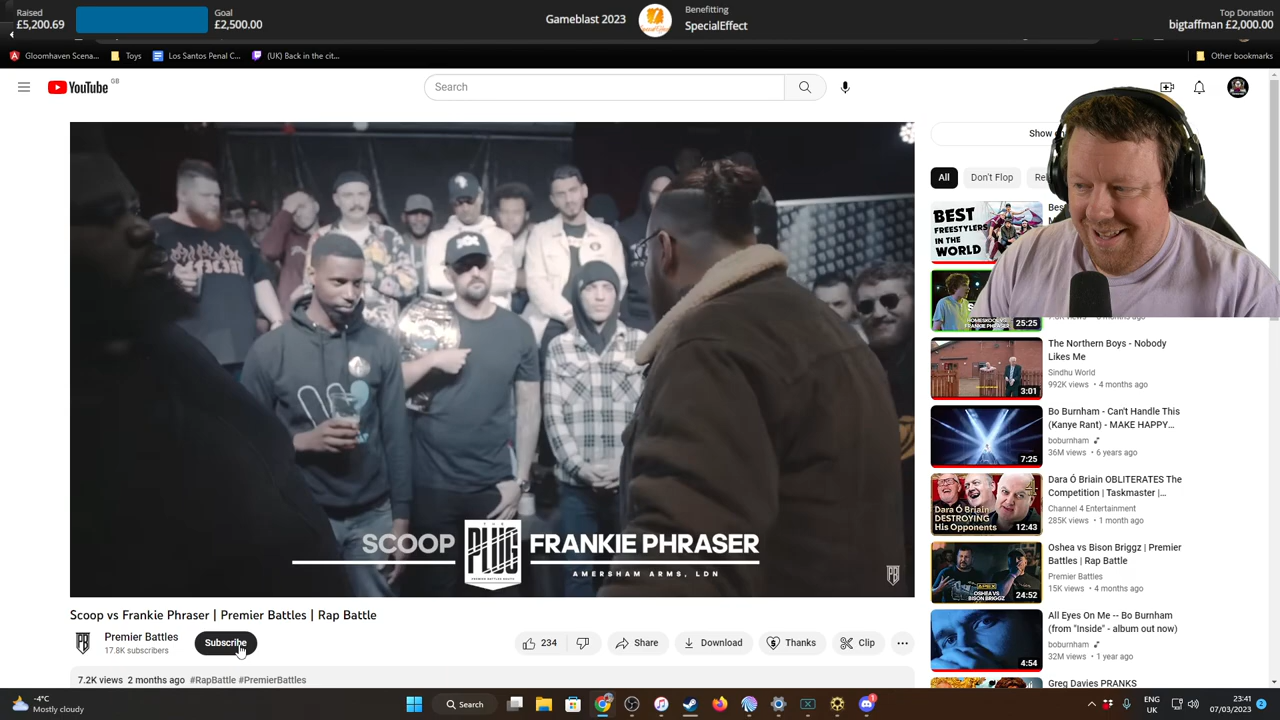 Raised
£5,200.69
Goal
£2,500.00
Gameblast 2023
Benefitting
SpecialEffect
Top Donation
bigtaffman £2,000.00
Gloomhaven Scena...
Toys
Los Santos Penal C...
(UK) Back in the cit...
Other bookmarks
YouTube GB
Search
Show
All
Don't Flop
BEST
FREESTYLERS
IN THE
WORLD
25:25
The Northern Boys - Nobody
Likes Me
Sindhu World
992K views • 4 months ago
3:01
Bo Burnham - Can't Handle This
(Kanye Rant) - MAKE HAPPY...
boburnham
36M views • 6 years ago
7:25
Dara Ó Briain OBLITERATES The
Competition | Taskmaster |...
Channel 4 Entertainment
285K views • 1 month ago
Dara Ó Briain
DESTROYING
His Opponents
12:43
Oshea vs Bison Briggz | Premier
Battles | Rap Battle
Premier Battles
15K views • 4 months ago
24:52
All Eyes On Me -- Bo Burnham
(from "Inside" - album out now)
boburnham
32M views • 1 year ago
4:54
Greg Davies PRANKS
SCOOP
THE
PLUG
FRANKIE PHRASER
AMERSHAM ARMS, LDN
Scoop vs Frankie Phraser | Premier Battles | Rap Battle
Premier Battles
17.8K subscribers
Subscribe
234
Share
Download
Thanks
Clip
7.2K views 2 months ago #RapBattle #PremierBattles
-4°C
Mostly cloudy
Search
1
ENG
UK
23:41
07/03/2023
2